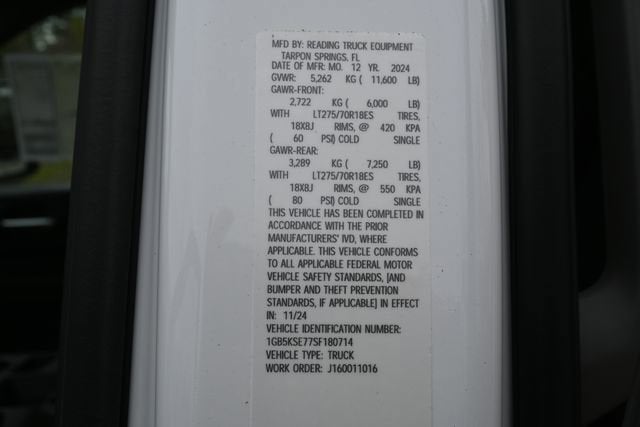 MFD BY: READING TRUCK EQUIPMENT
TARPON SPRINGS, FL
DATE OF MFR: MO. 12 YR. 2024
GVWR: 5,262 KG ( 11,600 LB)
GAWR-FRONT:
2,722 KG ( 6,000 LB)
WITH LT275/70R18ES TIRES,
18X8J RIMS, @ 420 KPA
( 60 PSI) COLD SINGLE
GAWR-REAR:
3,289 KG ( 7,250 LB)
WITH LT275/70R18ES TIRES,
18X8J RIMS, @ 550 KPA
( 80 PSI) COLD SINGLE
THIS VEHICLE HAS BEEN COMPLETED IN
ACCORDANCE WITH THE PRIOR
MANUFACTURERS' IVD, WHERE
APPLICABLE. THIS VEHICLE CONFORMS
TO ALL APPLICABLE FEDERAL MOTOR
VEHICLE SAFETY STANDARDS, [AND
BUMPER AND THEFT PREVENTION
STANDARDS, IF APPLICABLE] IN EFFECT
IN: 11/24
VEHICLE IDENTIFICATION NUMBER:
1GB5KSE77SF180714
VEHICLE TYPE: TRUCK
WORK ORDER: J160011016